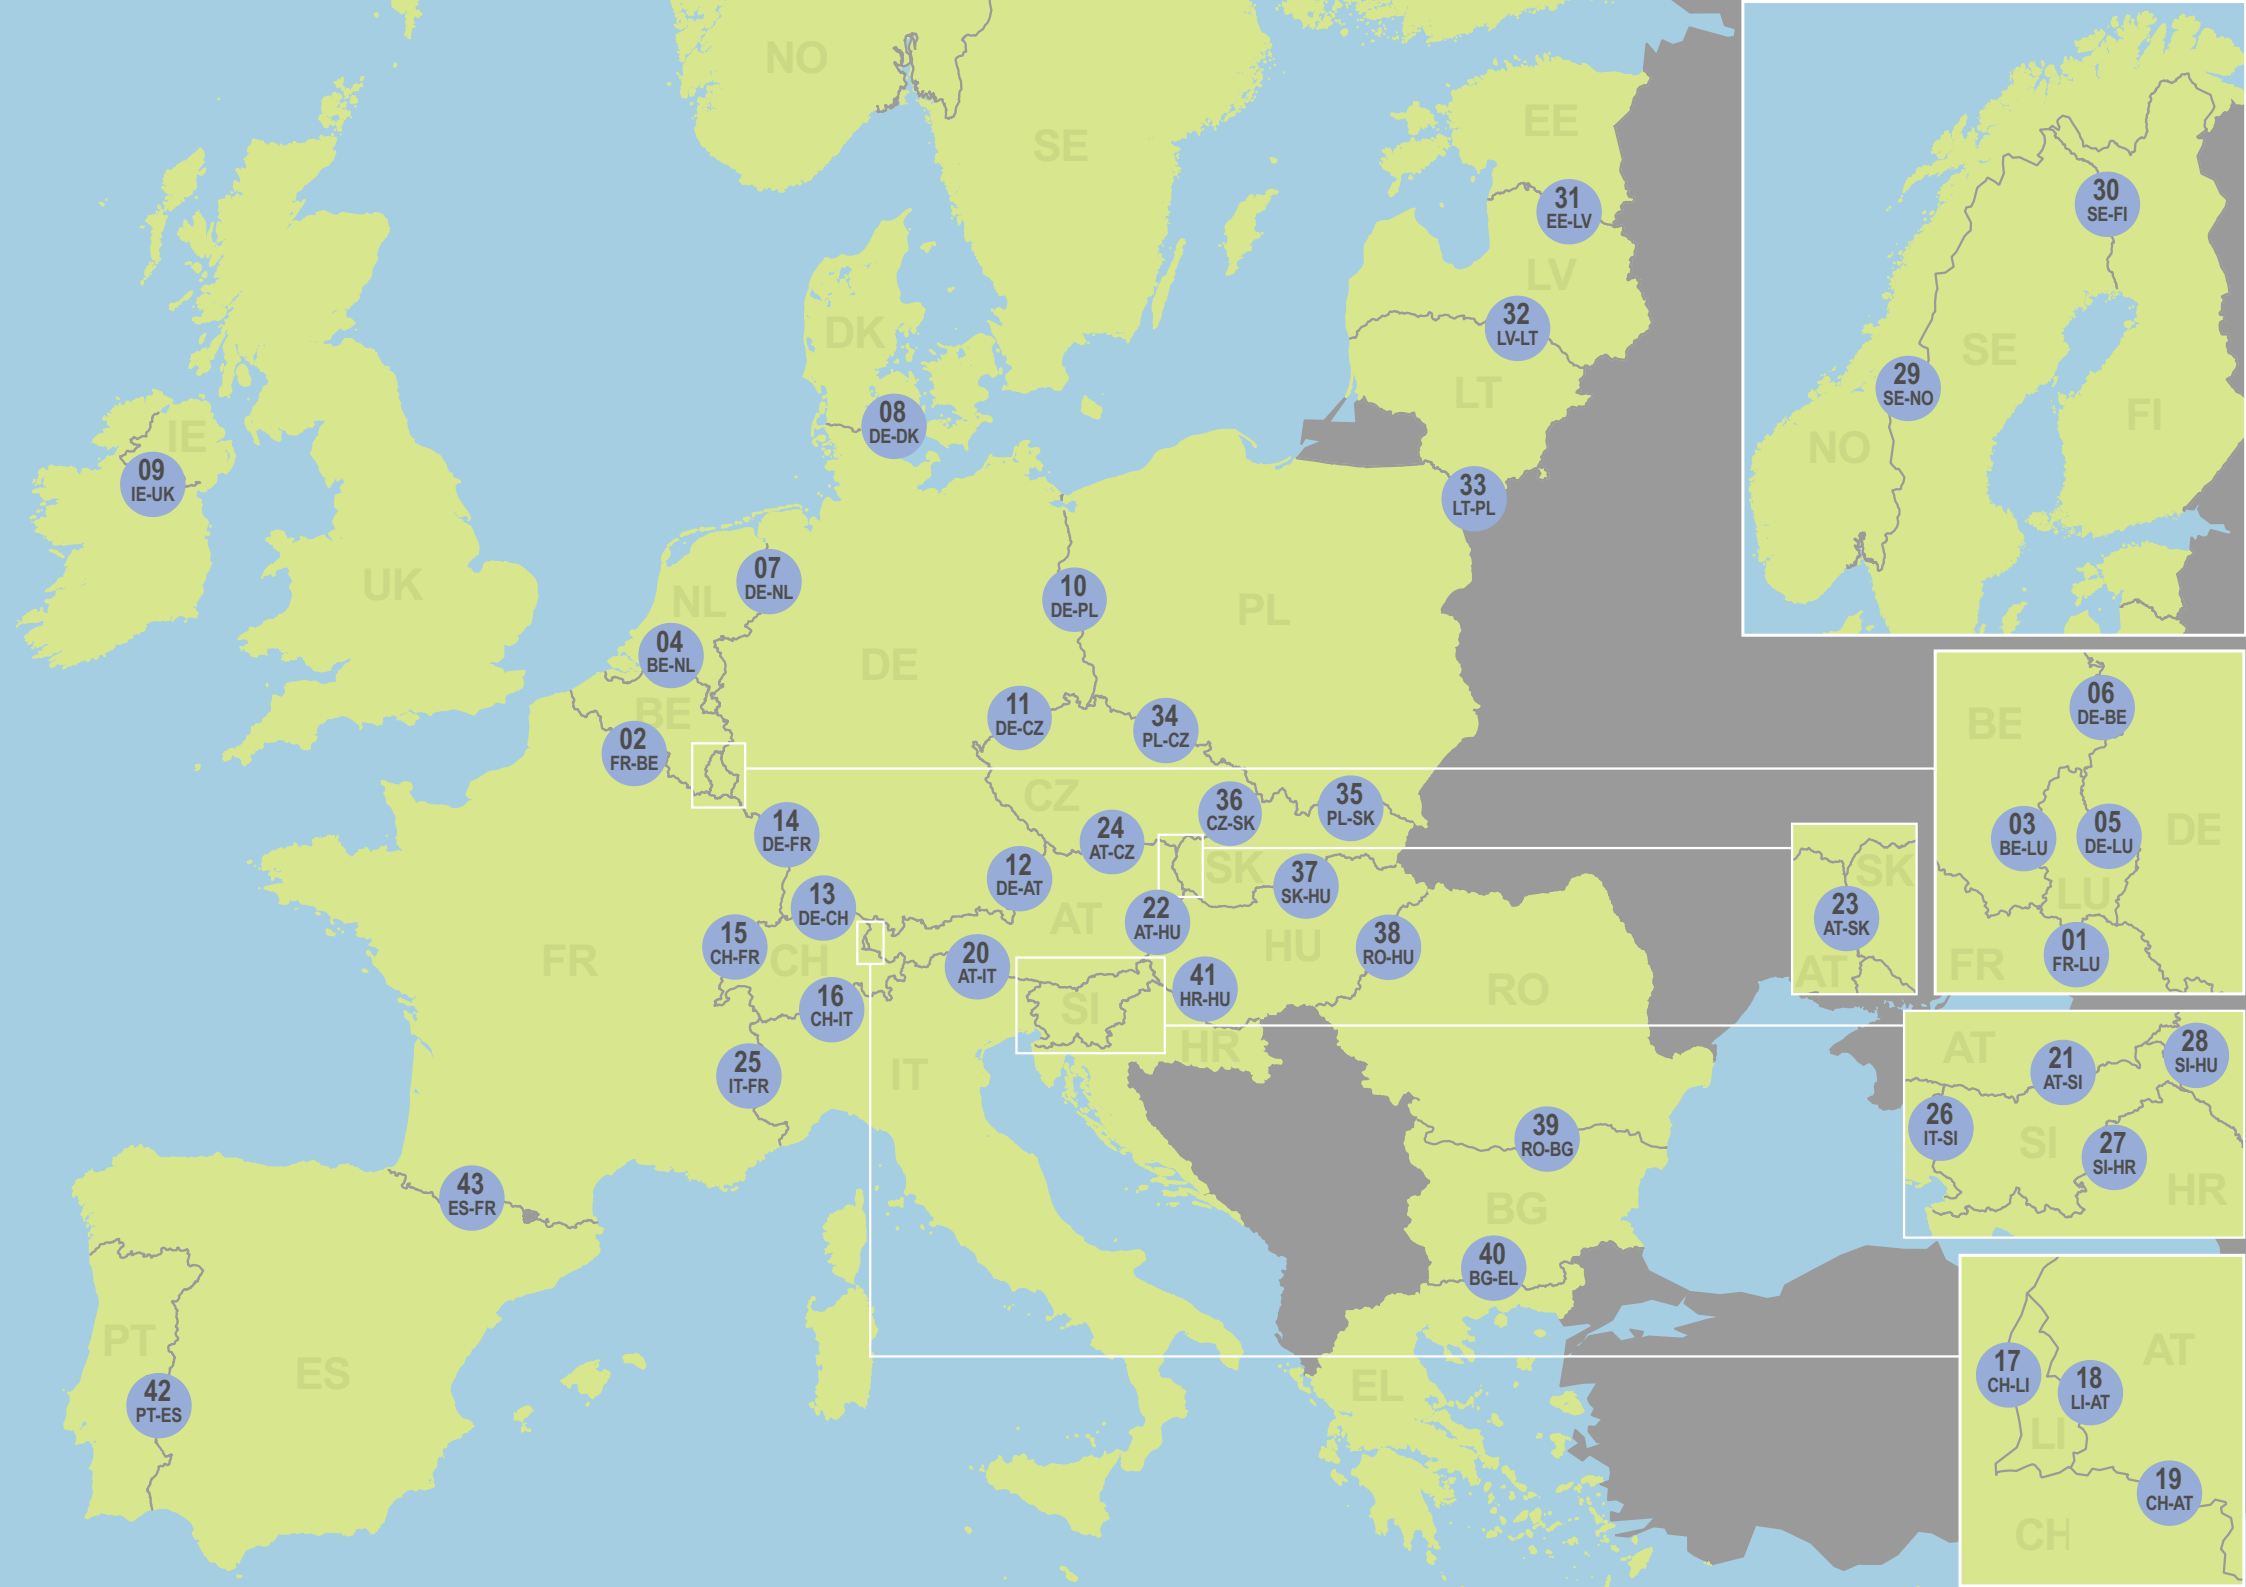 NO
SE
EE
31
EE-LV
LV
32
LV-LT
LT
33
LT-PL
DK
08
DE-DK
IE
09
IE-UK
UK
NL
07
DE-NL
04
BE-NL
BE
02
FR-BE
DE
10
DE-PL
PL
11
DE-CZ
34
PL-CZ
CZ
36
CZ-SK
35
PL-SK
14
DE-FR
24
AT-CZ
12
DE-AT
SK
37
SK-HU
13
DE-CH
AT
22
AT-HU
15
CH-FR
CH
FR
20
AT-IT
HU
38
RO-HU
41
HR-HU
16
CH-IT
SI
RO
HR
25
IT-FR
IT
39
RO-BG
BG
43
ES-FR
40
BG-EL
PT
ES
42
PT-ES
EL
30
SE-FI
SE
29
SE-NO
NO
FI
06
DE-BE
BE
03
BE-LU
05
DE-LU
DE
LU
01
FR-LU
FR
SK
23
AT-SK
AT
AT
21
AT-SI
28
SI-HU
26
IT-SI
SI
27
SI-HR
HR
17
CH-LI
18
LI-AT
AT
LI
19
CH-AT
CH